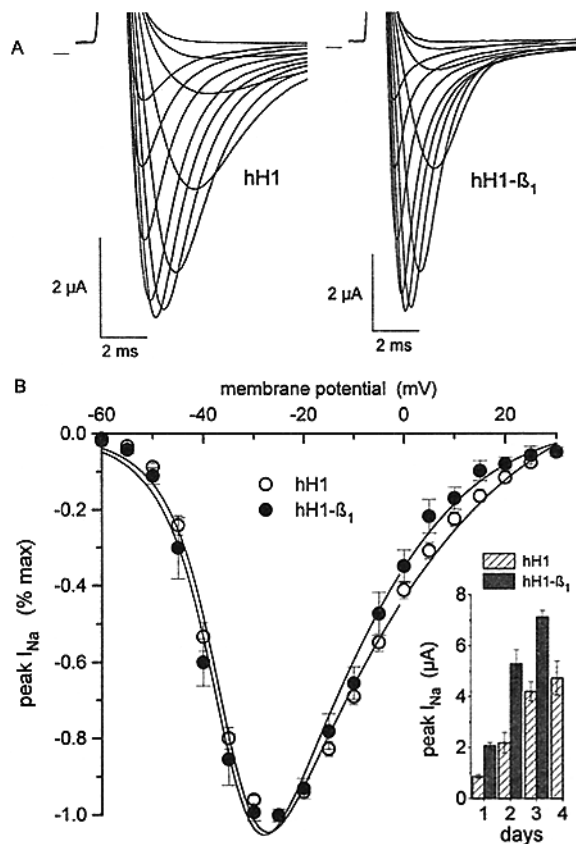 A
hH1
hH1-ß₁
2 µA
2 ms
2 µA
2 ms
B
membrane potential (mV)
-60 -40 -20 0 20
0.0
-0.2
-0.4
-0.6
-0.8
-1.0
peak I_Na (% max)
hH1
hH1-ß₁
hH1
hH1-ß₁
8
6
4
2
0
peak I_Na (µA)
1 2 3 4
days